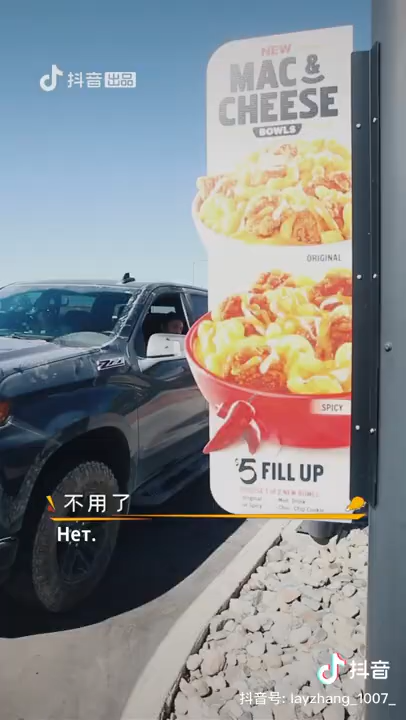 抖音出品
NEW
MAC &
CHEESE
BOWLS
ORIGINAL
Z71
SPICY
$5 FILL UP
不用了
Нет.
抖音
抖音号: layzhang_1007_